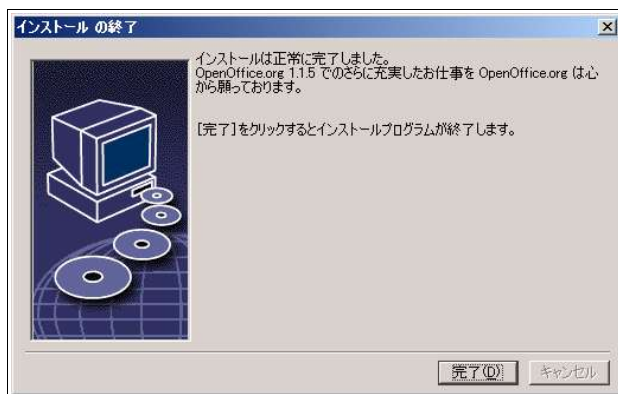 インストール の終了
インストールは正常に完了しました。
OpenOffice.org 1.1.5 でのさらに充実したお仕事を OpenOffice.org は心
から願っております。
[完了]をクリックするとインストールプログラムが終了します。
完了(D)
キャンセル